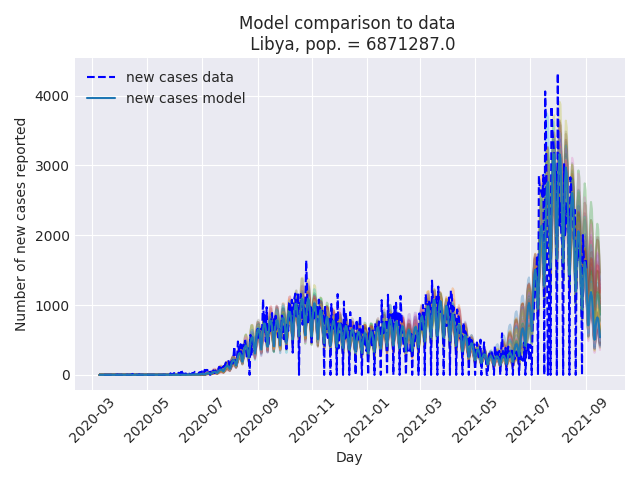 Model comparison to data
Libya, pop. = 6871287.0
new cases data
new cases model
Number of new cases reported
4000
3000
2000
1000
0
2020-03
2020-05
2020-07
2020-09
2020-11
2021-01
2021-03
2021-05
2021-07
2021-09
Day